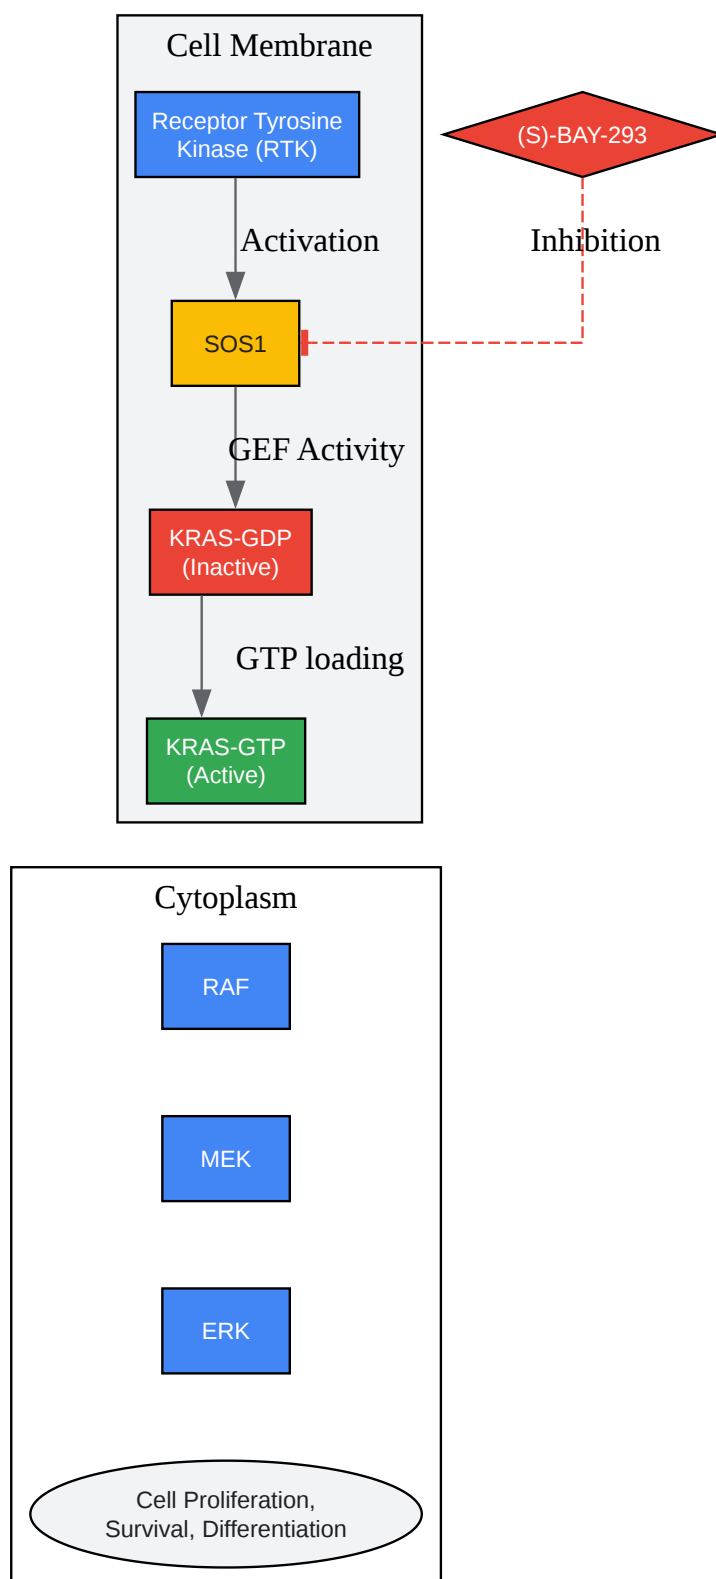 Cell Membrane
Receptor Tyrosine
Kinase (RTK)
(S)-BAY-293
Activation
Inhibition
SOS1
GEF Activity
KRAS-GDP
(Inactive)
GTP loading
KRAS-GTP
(Active)
Cytoplasm
RAF
MEK
ERK
Cell Proliferation,
Survival, Differentiation